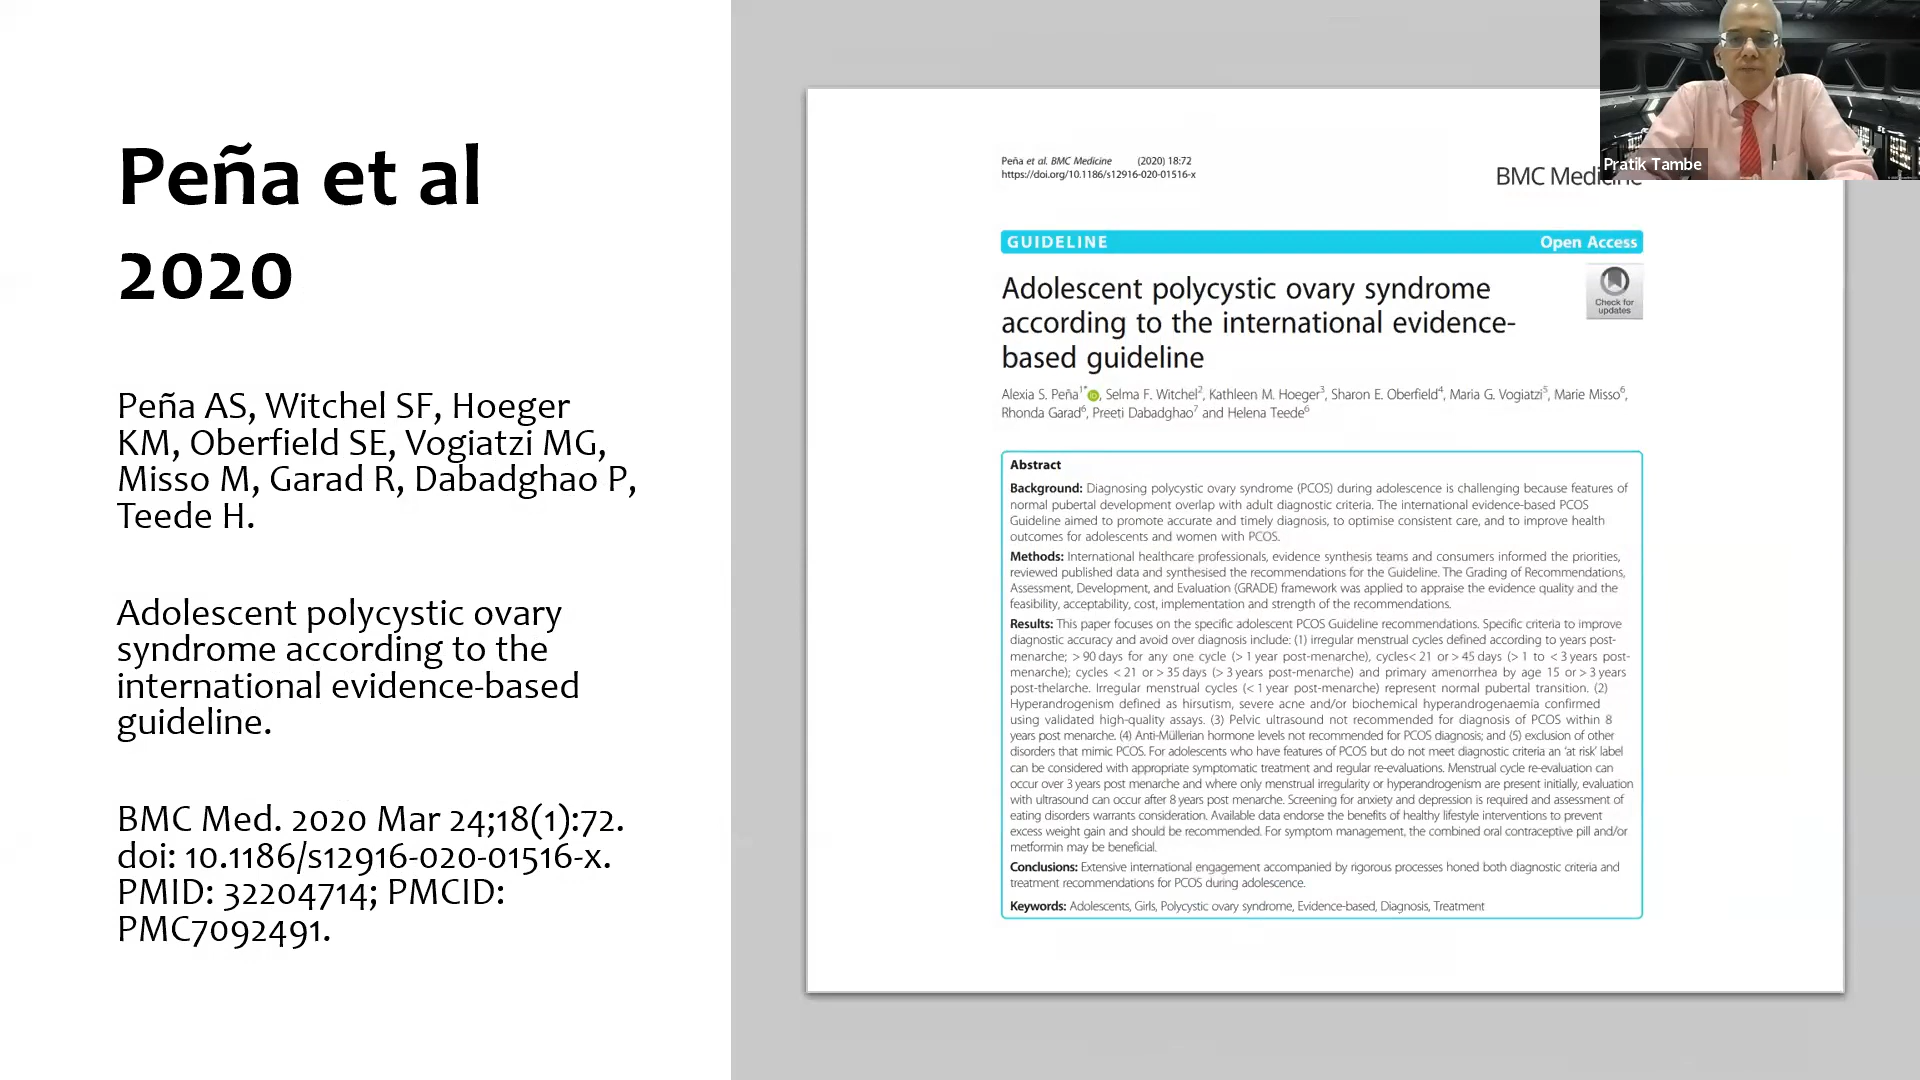 Peña et al
2020
Peña AS, Witchel SF, Hoeger
KM, Oberfield SE, Vogiatzi MG,
Misso M, Garad R, Dabadghao P,
Teede H.
Adolescent polycystic ovary
syndrome according to the
international evidence-based
guideline.
BMC Med. 2020 Mar 24;18(1):72.
doi: 10.1186/s12916-020-01516-x.
PMID: 32204714; PMCID:
PMC7092491.
Peña et al. BMC Medicine (2020) 18:72
https://doi.org/10.1186/s12916-020-01516-x
BMC Medicine
Pratik Tambe
GUIDELINE Open Access
Adolescent polycystic ovary syndrome
according to the international evidence-
based guideline
Check for
updates
Alexia S. Peña1*, Selma F. Witchel2, Kathleen M. Hoeger3, Sharon E. Oberfield4, Maria G. Vogiatzi5, Marie Misso6,
Rhonda Garad6, Preeti Dabadghao7 and Helena Teede6
Abstract
Background: Diagnosing polycystic ovary syndrome (PCOS) during adolescence is challenging because features of
normal pubertal development overlap with adult diagnostic criteria. The international evidence-based PCOS
Guideline aimed to promote accurate and timely diagnosis, to optimise consistent care, and to improve health
outcomes for adolescents and women with PCOS.
Methods: International healthcare professionals, evidence synthesis teams and consumers informed the priorities,
reviewed published data and synthesised the recommendations for the Guideline. The Grading of Recommendations,
Assessment, Development, and Evaluation (GRADE) framework was applied to appraise the evidence quality and the
feasibility, acceptability, cost, implementation and strength of the recommendations.
Results: This paper focuses on the specific adolescent PCOS Guideline recommendations. Specific criteria to improve
diagnostic accuracy and avoid over diagnosis include: (1) irregular menstrual cycles defined according to years post-
menarche; > 90 days for any one cycle (> 1 year post-menarche), cycles< 21 or > 45 days (> 1 to < 3 years post-
menarche); cycles < 21 or > 35 days (> 3 years post-menarche) and primary amenorrhea by age 15 or > 3 years
post-thelarche. Irregular menstrual cycles (< 1 year post-menarche) represent normal pubertal transition. (2)
Hyperandrogenism defined as hirsutism, severe acne and/or biochemical hyperandrogenaemia confirmed
using validated high-quality assays. (3) Pelvic ultrasound not recommended for diagnosis of PCOS within 8
years post menarche. (4) Anti-Müllerian hormone levels not recommended for PCOS diagnosis; and (5) exclusion of other
disorders that mimic PCOS. For adolescents who have features of PCOS but do not meet diagnostic criteria an 'at risk' label
can be considered with appropriate symptomatic treatment and regular re-evaluations. Menstrual cycle re-evaluation can
occur over 3 years post menarche and where only menstrual irregularity or hyperandrogenism are present initially, evaluation
with ultrasound can occur after 8 years post menarche. Screening for anxiety and depression is required and assessment of
eating disorders warrants consideration. Available data endorse the benefits of healthy lifestyle interventions to prevent
excess weight gain and should be recommended. For symptom management, the combined oral contraceptive pill and/or
metformin may be beneficial.
Conclusions: Extensive international engagement accompanied by rigorous processes honed both diagnostic criteria and
treatment recommendations for PCOS during adolescence.
Keywords: Adolescents, Girls, Polycystic ovary syndrome, Evidence-based, Diagnosis, Treatment